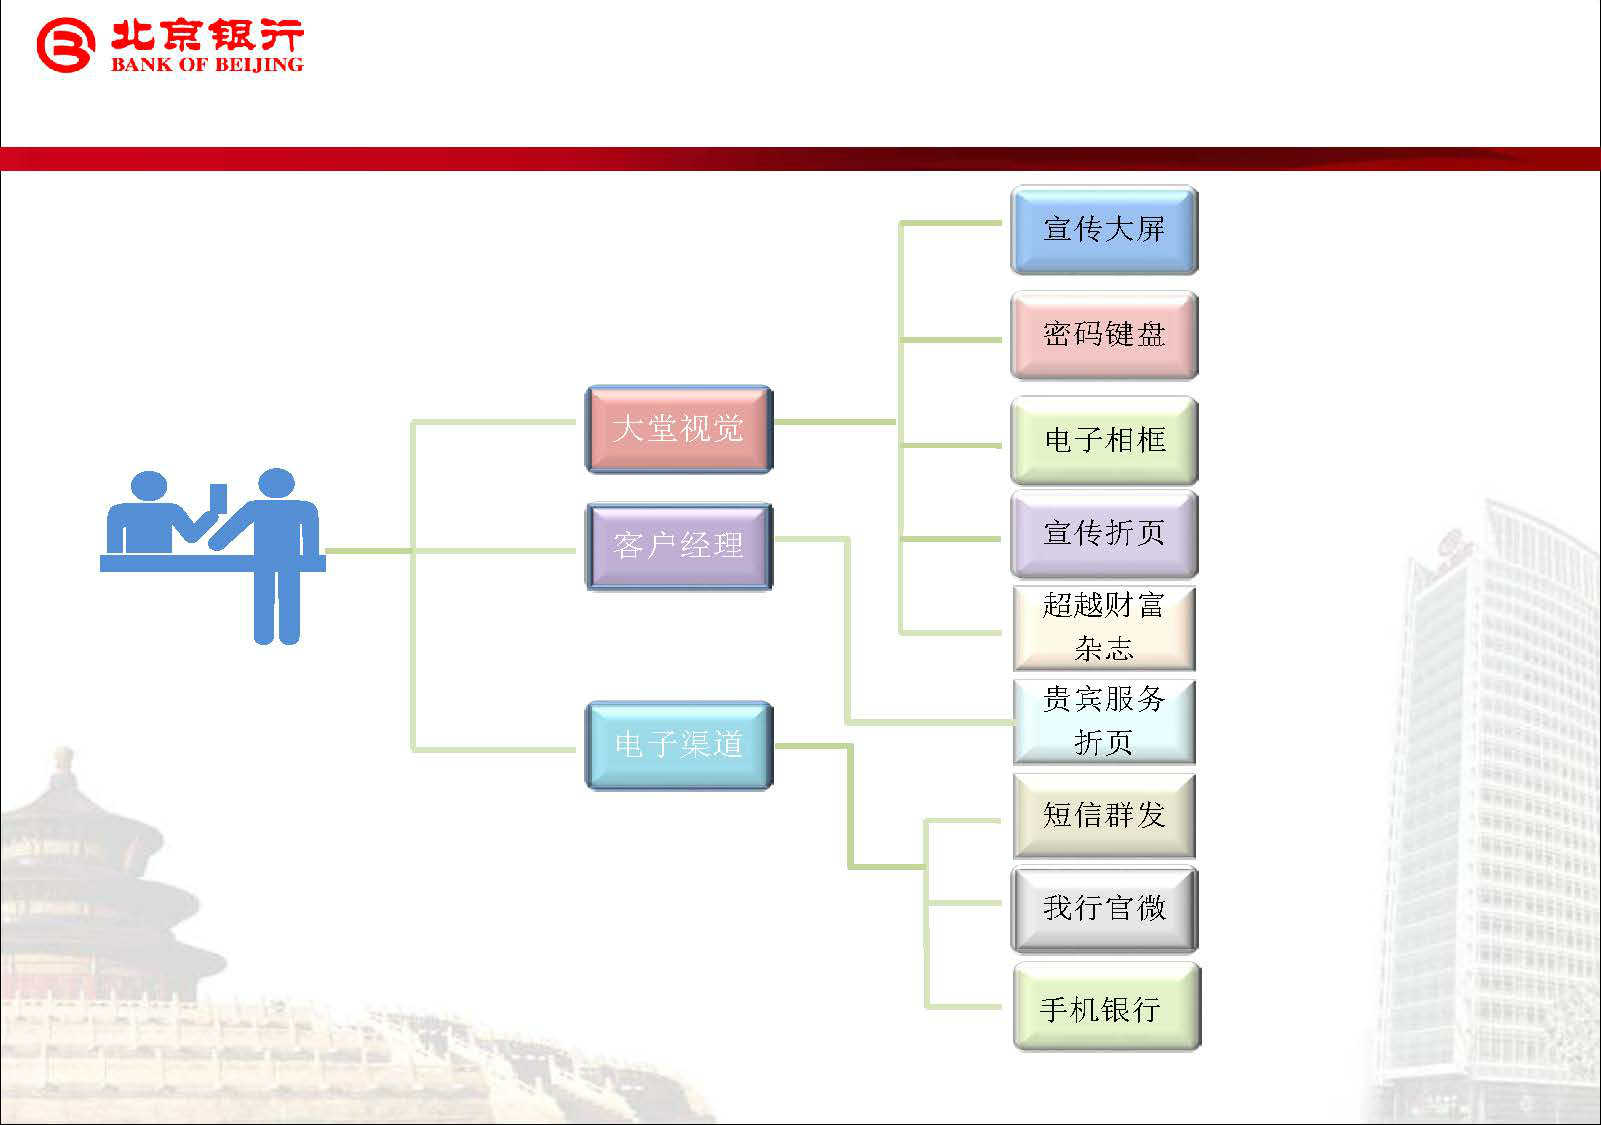 北京银行
BANK OF BEIJING
宣传大屏
密码键盘
大堂视觉
电子相框
客户经理
宣传折页
超越财富
杂志
贵宾服务
折页
电子渠道
短信群发
我行官微
手机银行